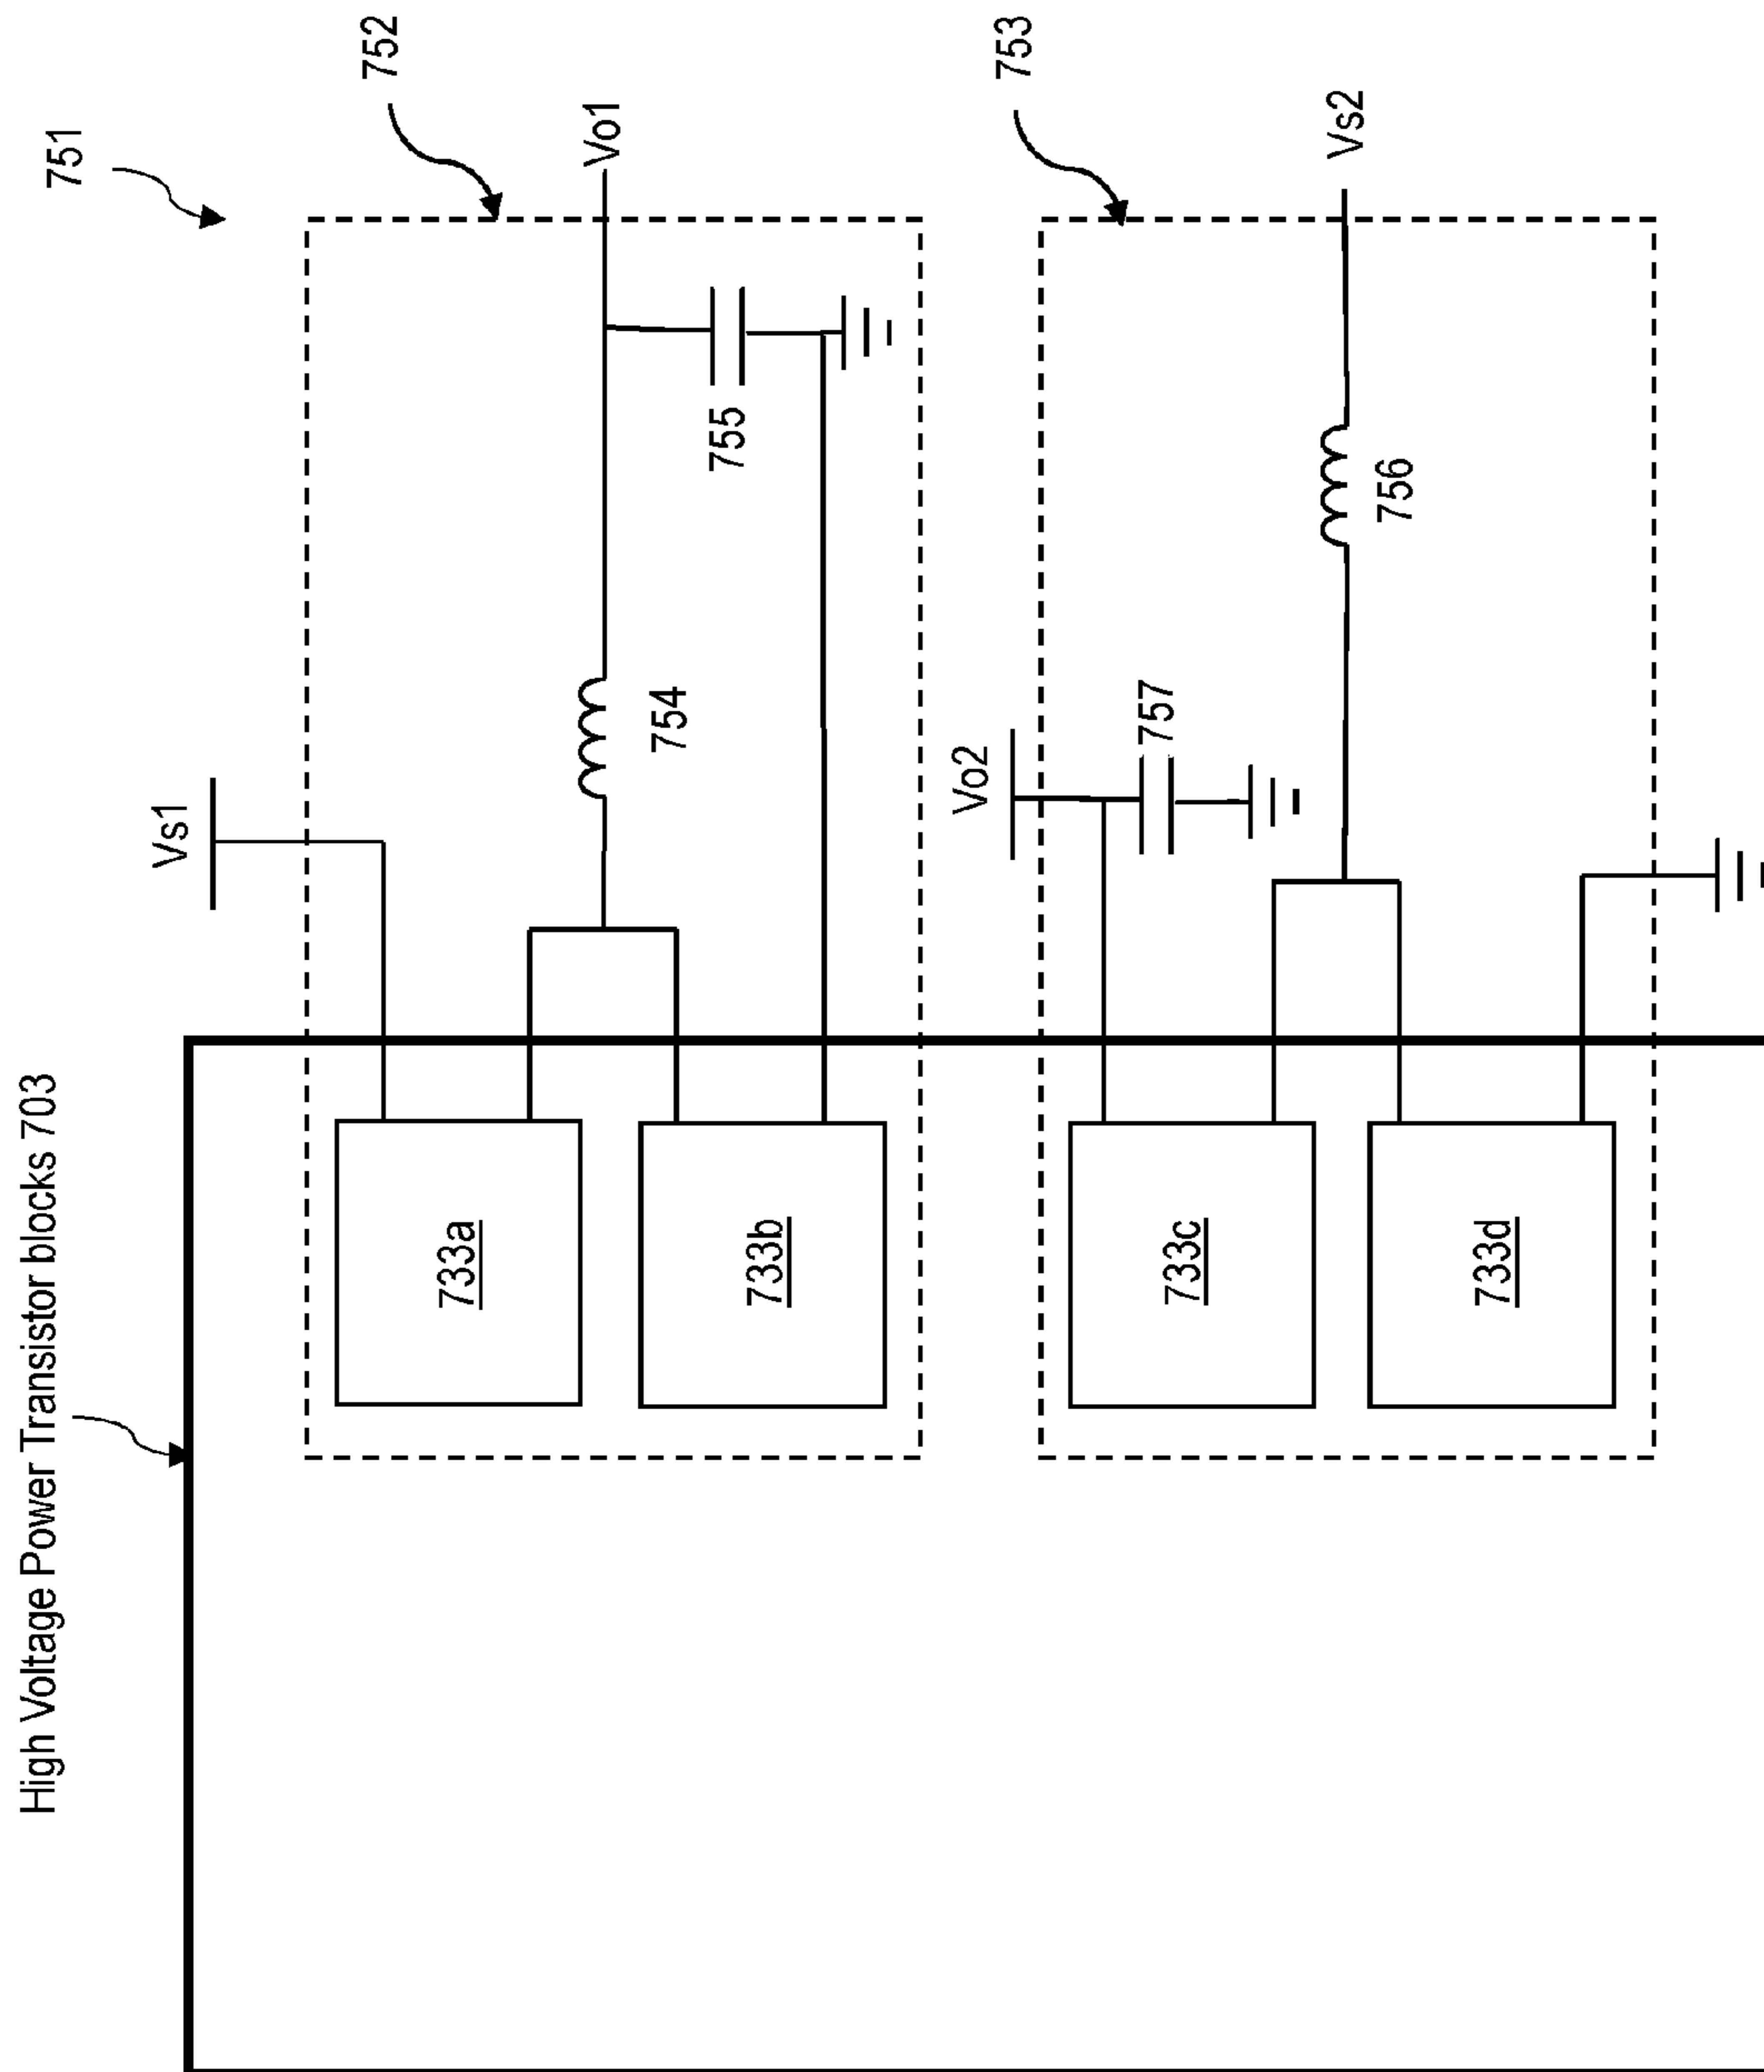 High Voltage Power Transistor blocks 703
751
752
753
Vs1
Vo1
754
755
733a
733b
Vo2
757
Vs2
756
733c
733d